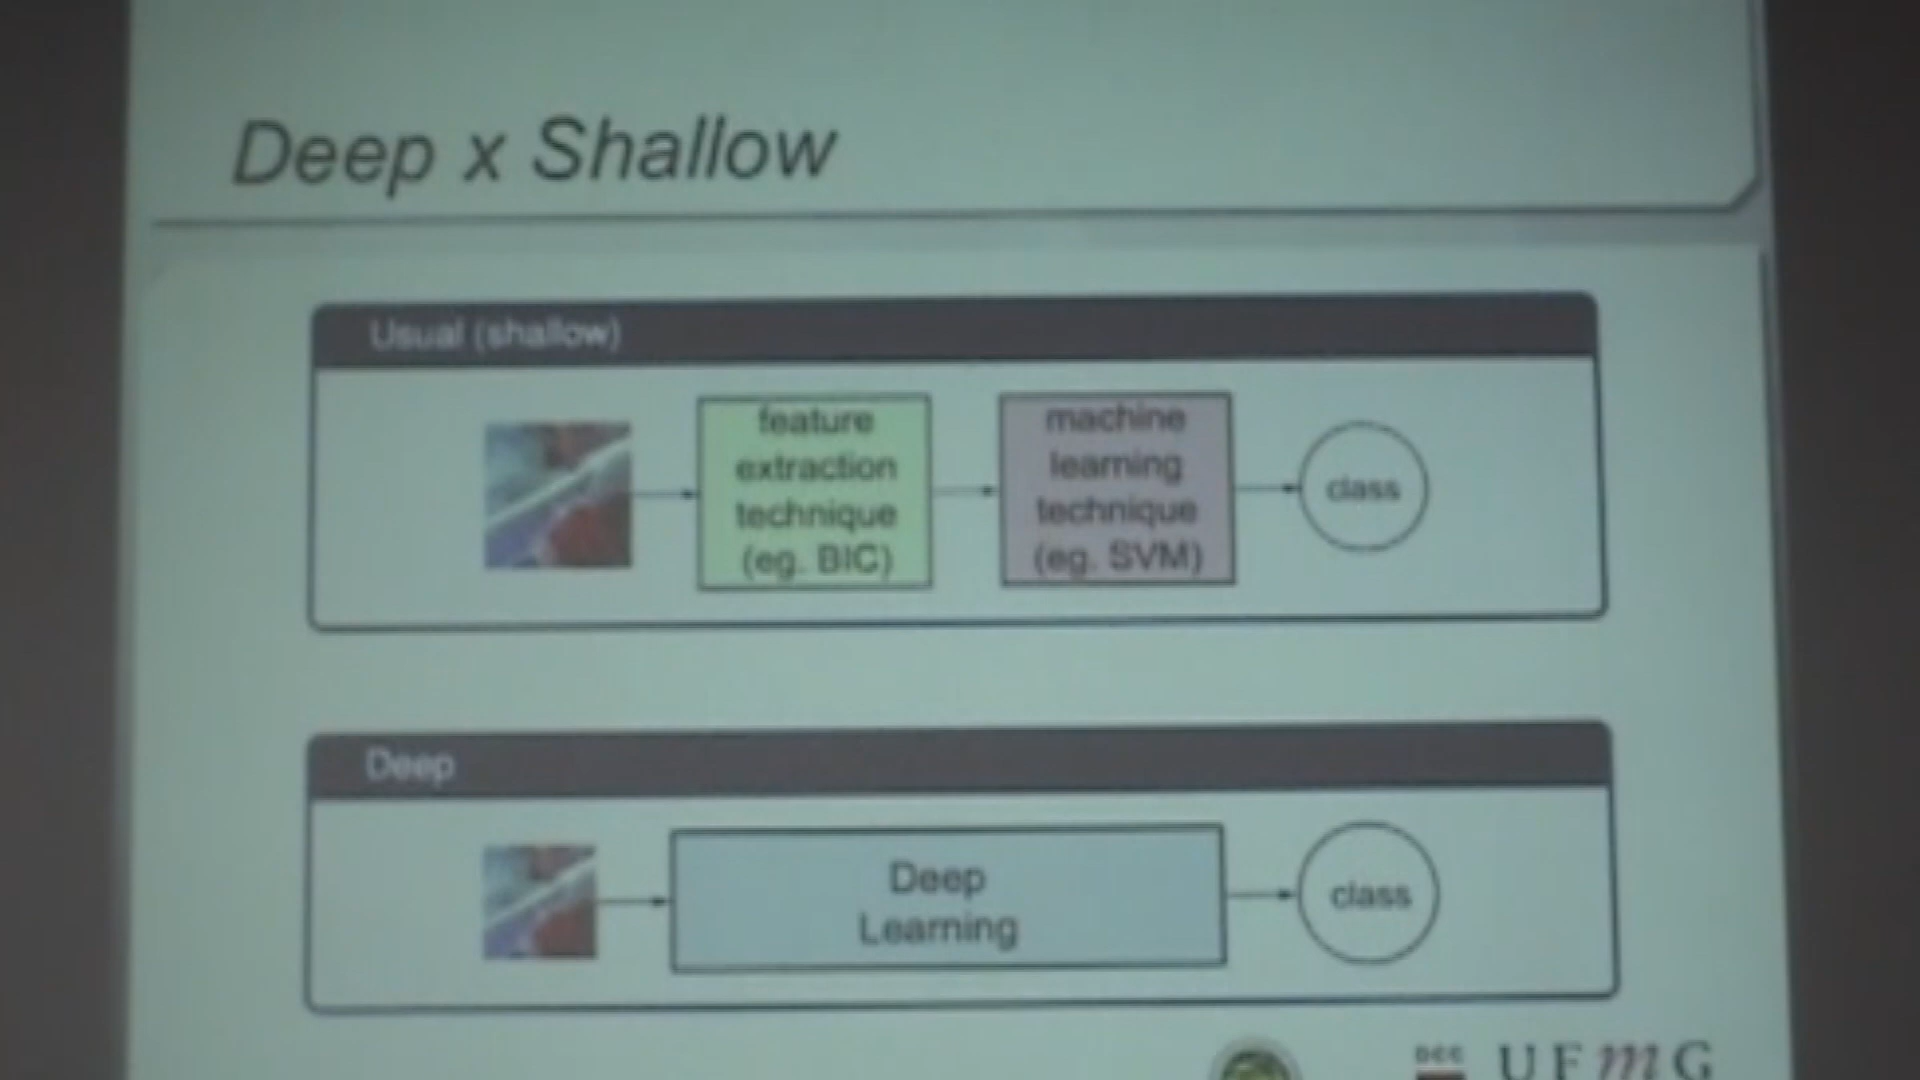 Deep x Shallow
Usual (shallow)
feature
extraction
technique
(eg. BIC)
machine
learning
technique
(eg. SVM)
class
Deep
Deep
Learning
class
DCC
UFmG